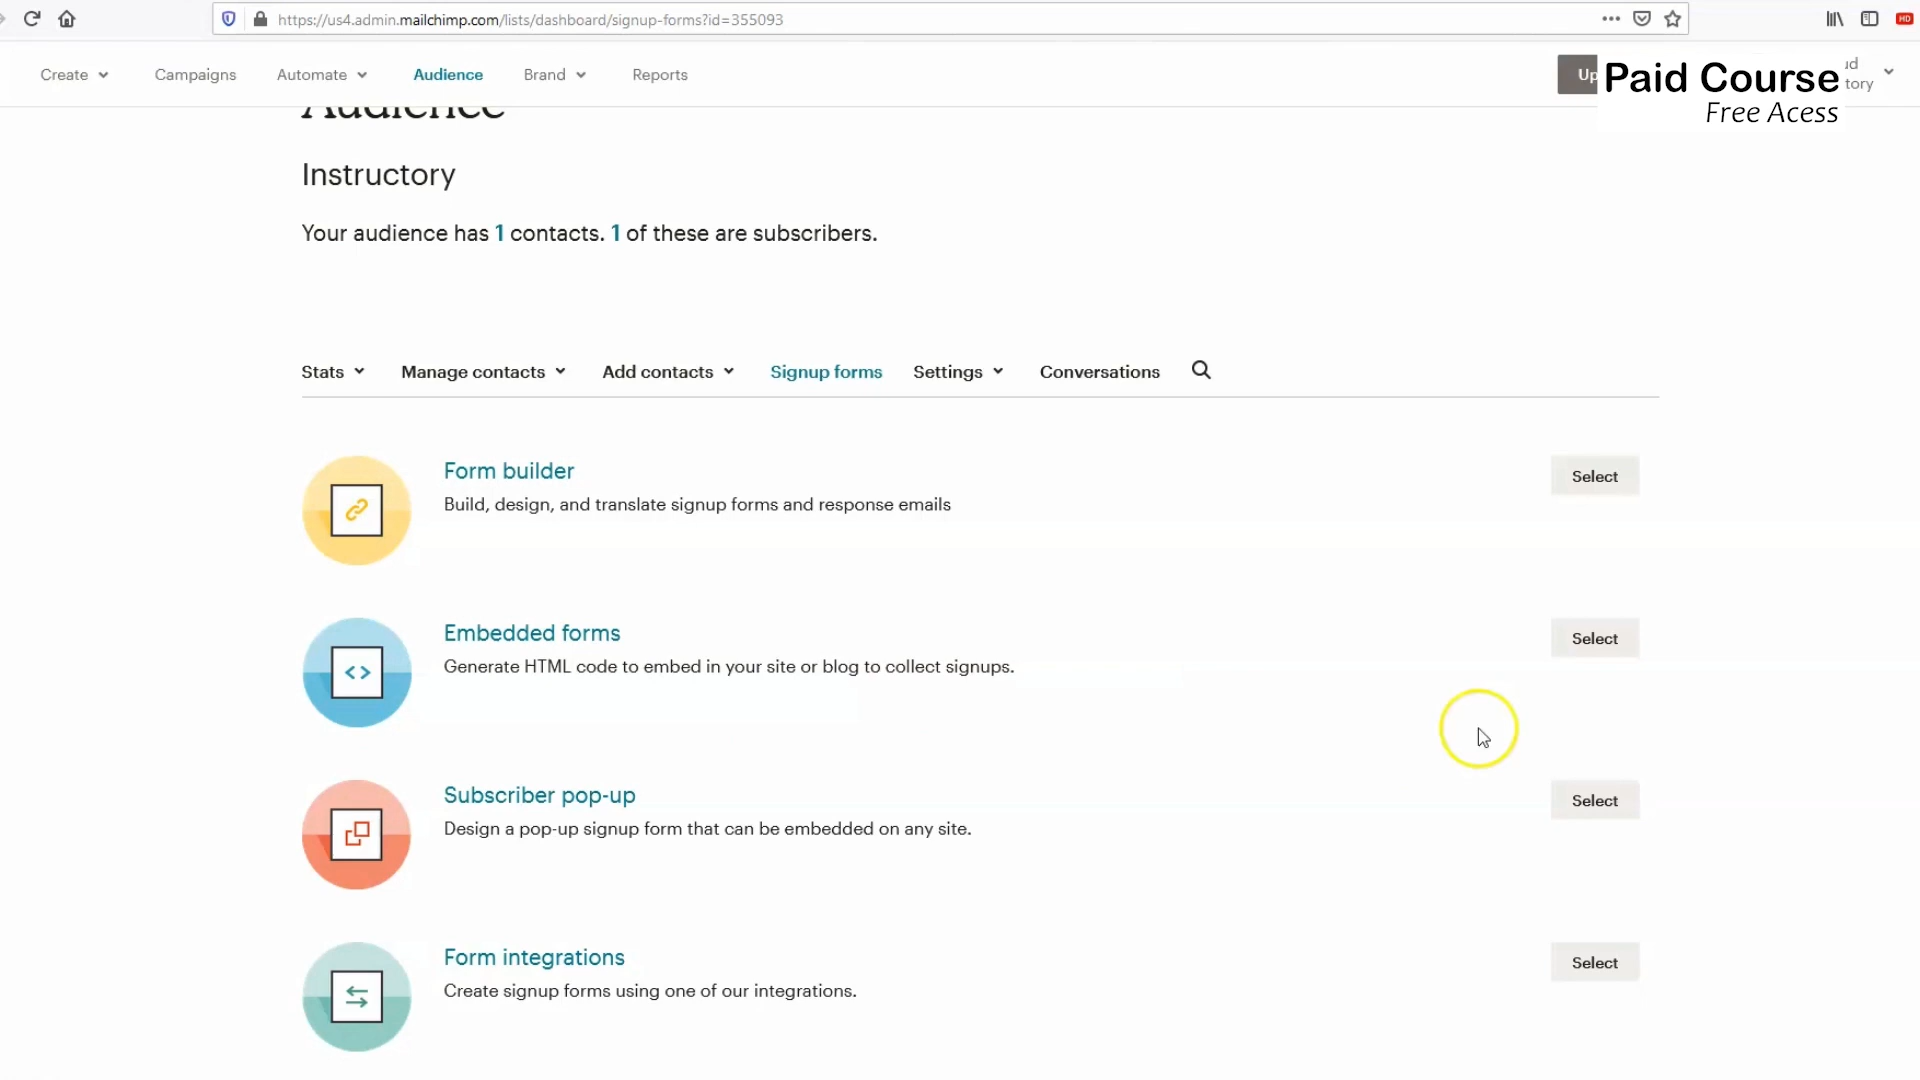 https://us4.admin.mailchimp.com/lists/dashboard/signup-forms?id=355093
HD
Create
Campaigns
Automate
Audience
Brand
Reports
Up
Paid Course
Free Acess
ud
tory
Audience
Instructory
Your audience has 1 contacts. 1 of these are subscribers.
Stats
Manage contacts
Add contacts
Signup forms
Settings
Conversations
Form builder
Build, design, and translate signup forms and response emails
Select
Embedded forms
Generate HTML code to embed in your site or blog to collect signups.
Select
Subscriber pop-up
Design a pop-up signup form that can be embedded on any site.
Select
Form integrations
Create signup forms using one of our integrations.
Select